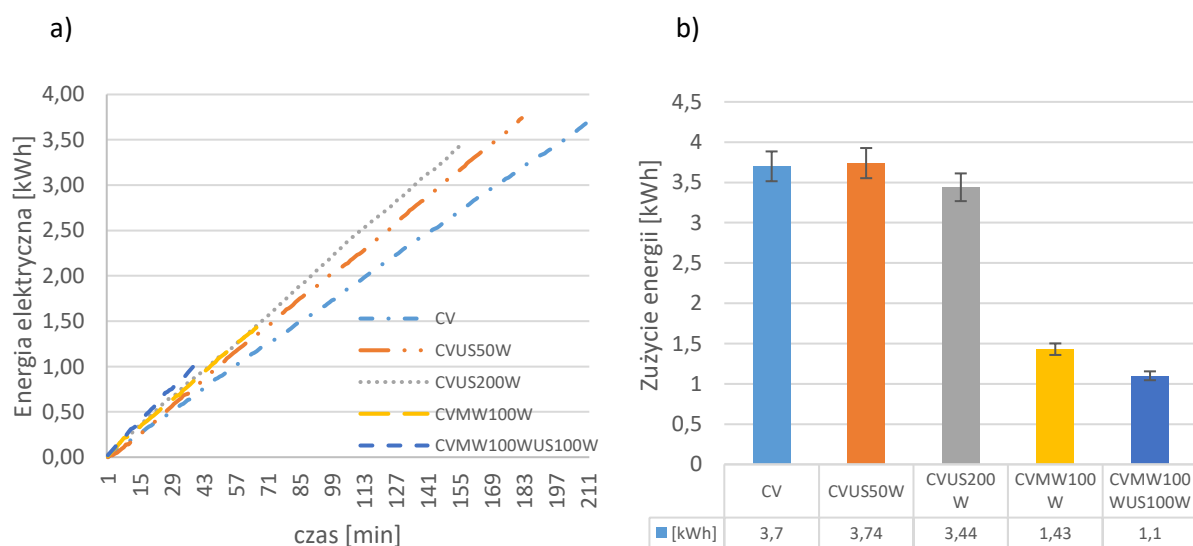 a)
Energia elektryczna [kWh]
4,00
3,50
3,00
2,50
2,00
1,50
1,00
0,50
0,00
CV
CVUS50W
CVUS200W
CVMW100W
CVMW100WUS100W
1 15 29 43 57 71 85 99 113 127 141 155 169 183 197 211
czas [min]
b)
Zużycie energii [kWh]
4,5
4
3,5
3
2,5
2
1,5
1
0,5
0
CV CVUS50W CVUS200 CVMW100 CVMW100
W W WUS100W
[kWh] 3,7 3,74 3,44 1,43 1,1